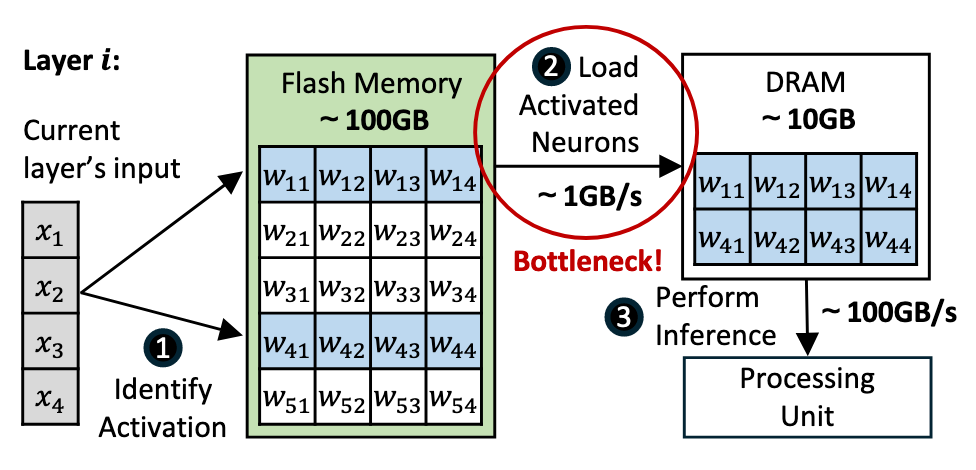 Layer i:
Current
layer's input
x1
x2
x3
x4
1
Identify
Activation
Flash Memory
~ 100GB
w11 w12 w13 w14
w21 w22 w23 w24
w31 w32 w33 w34
w41 w42 w43 w44
w51 w52 w53 w54
2 Load
Activated
Neurons
~ 1GB/s
Bottleneck!
DRAM
~ 10GB
w11 w12 w13 w14
w41 w42 w43 w44
3 Perform
Inference
~ 100GB/s
Processing
Unit